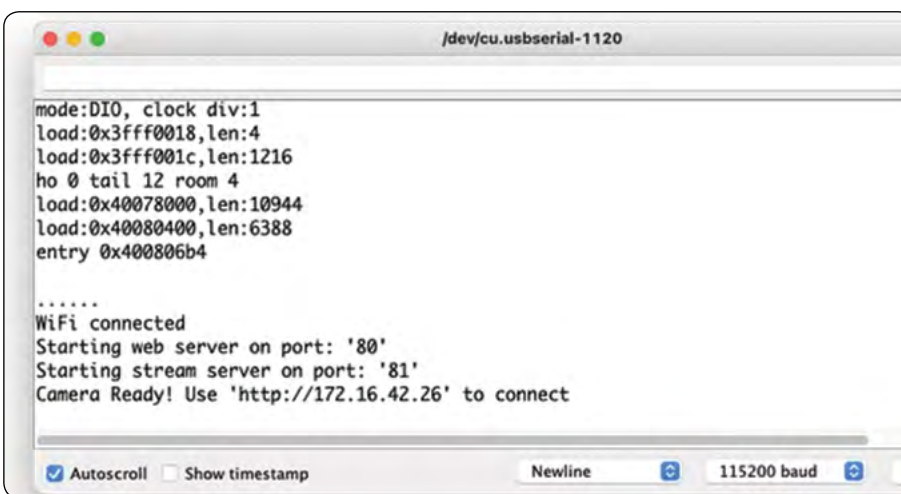 /dev/cu.usbserial-1120
mode:DIO, clock div:1
load:0x3fff0018,len:4
load:0x3fff001c,len:1216
ho 0 tail 12 room 4
load:0x40078000,len:10944
load:0x40080400,len:6388
entry 0x400806b4
......
WiFi connected
Starting web server on port: '80'
Starting stream server on port: '81'
Camera Ready! Use 'http://172.16.42.26' to connect
Autoscroll Show timestamp Newline 115200 baud